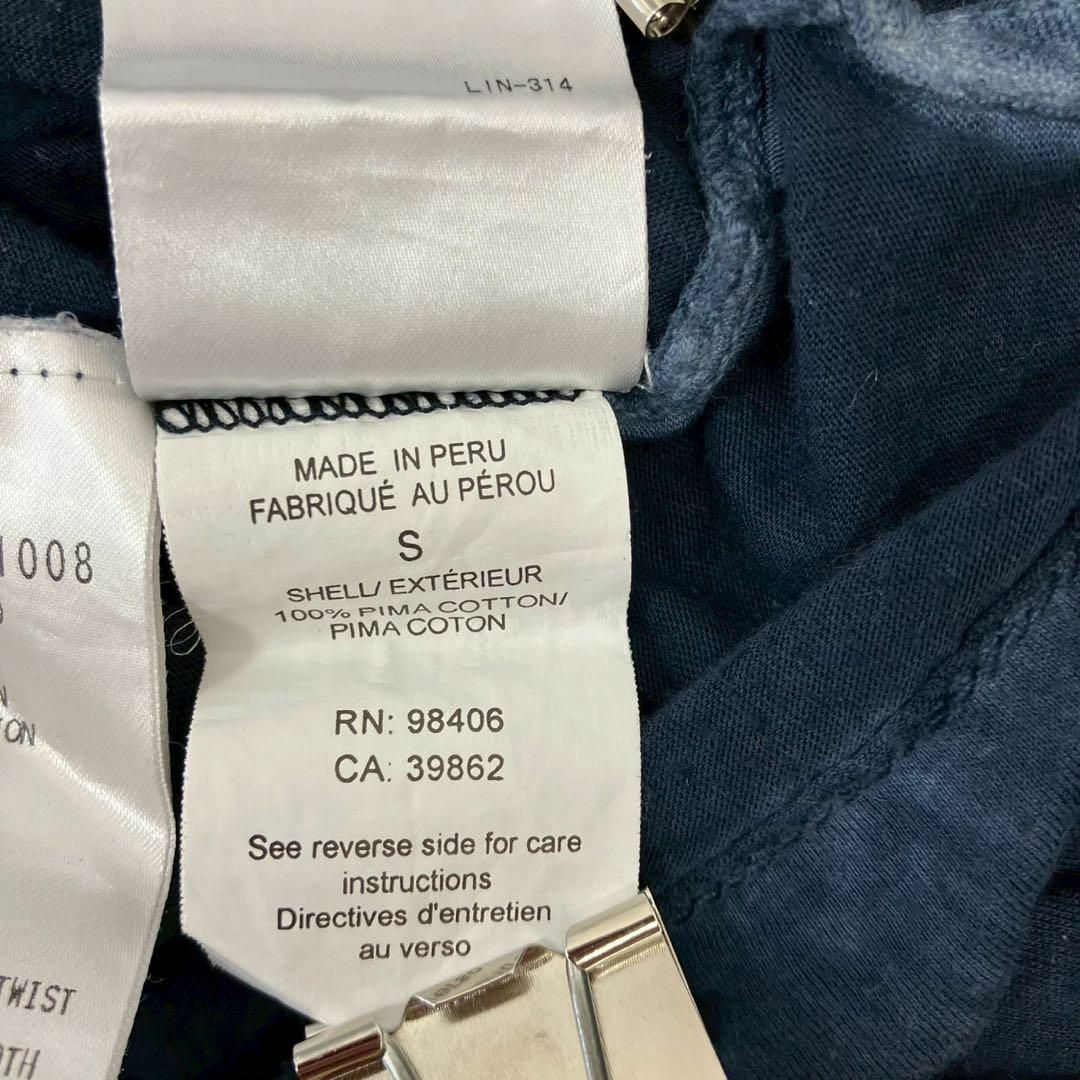 LIN-314
MADE IN PERU
FABRIQUÉ AU PÉROU
S
SHELL/ EXTÉRIEUR
100% PIMA COTTON/
PIMA COTON
RN: 98406
CA: 39862
See reverse side for care
instructions
Directives d'entretien
au verso
1008
TWIST